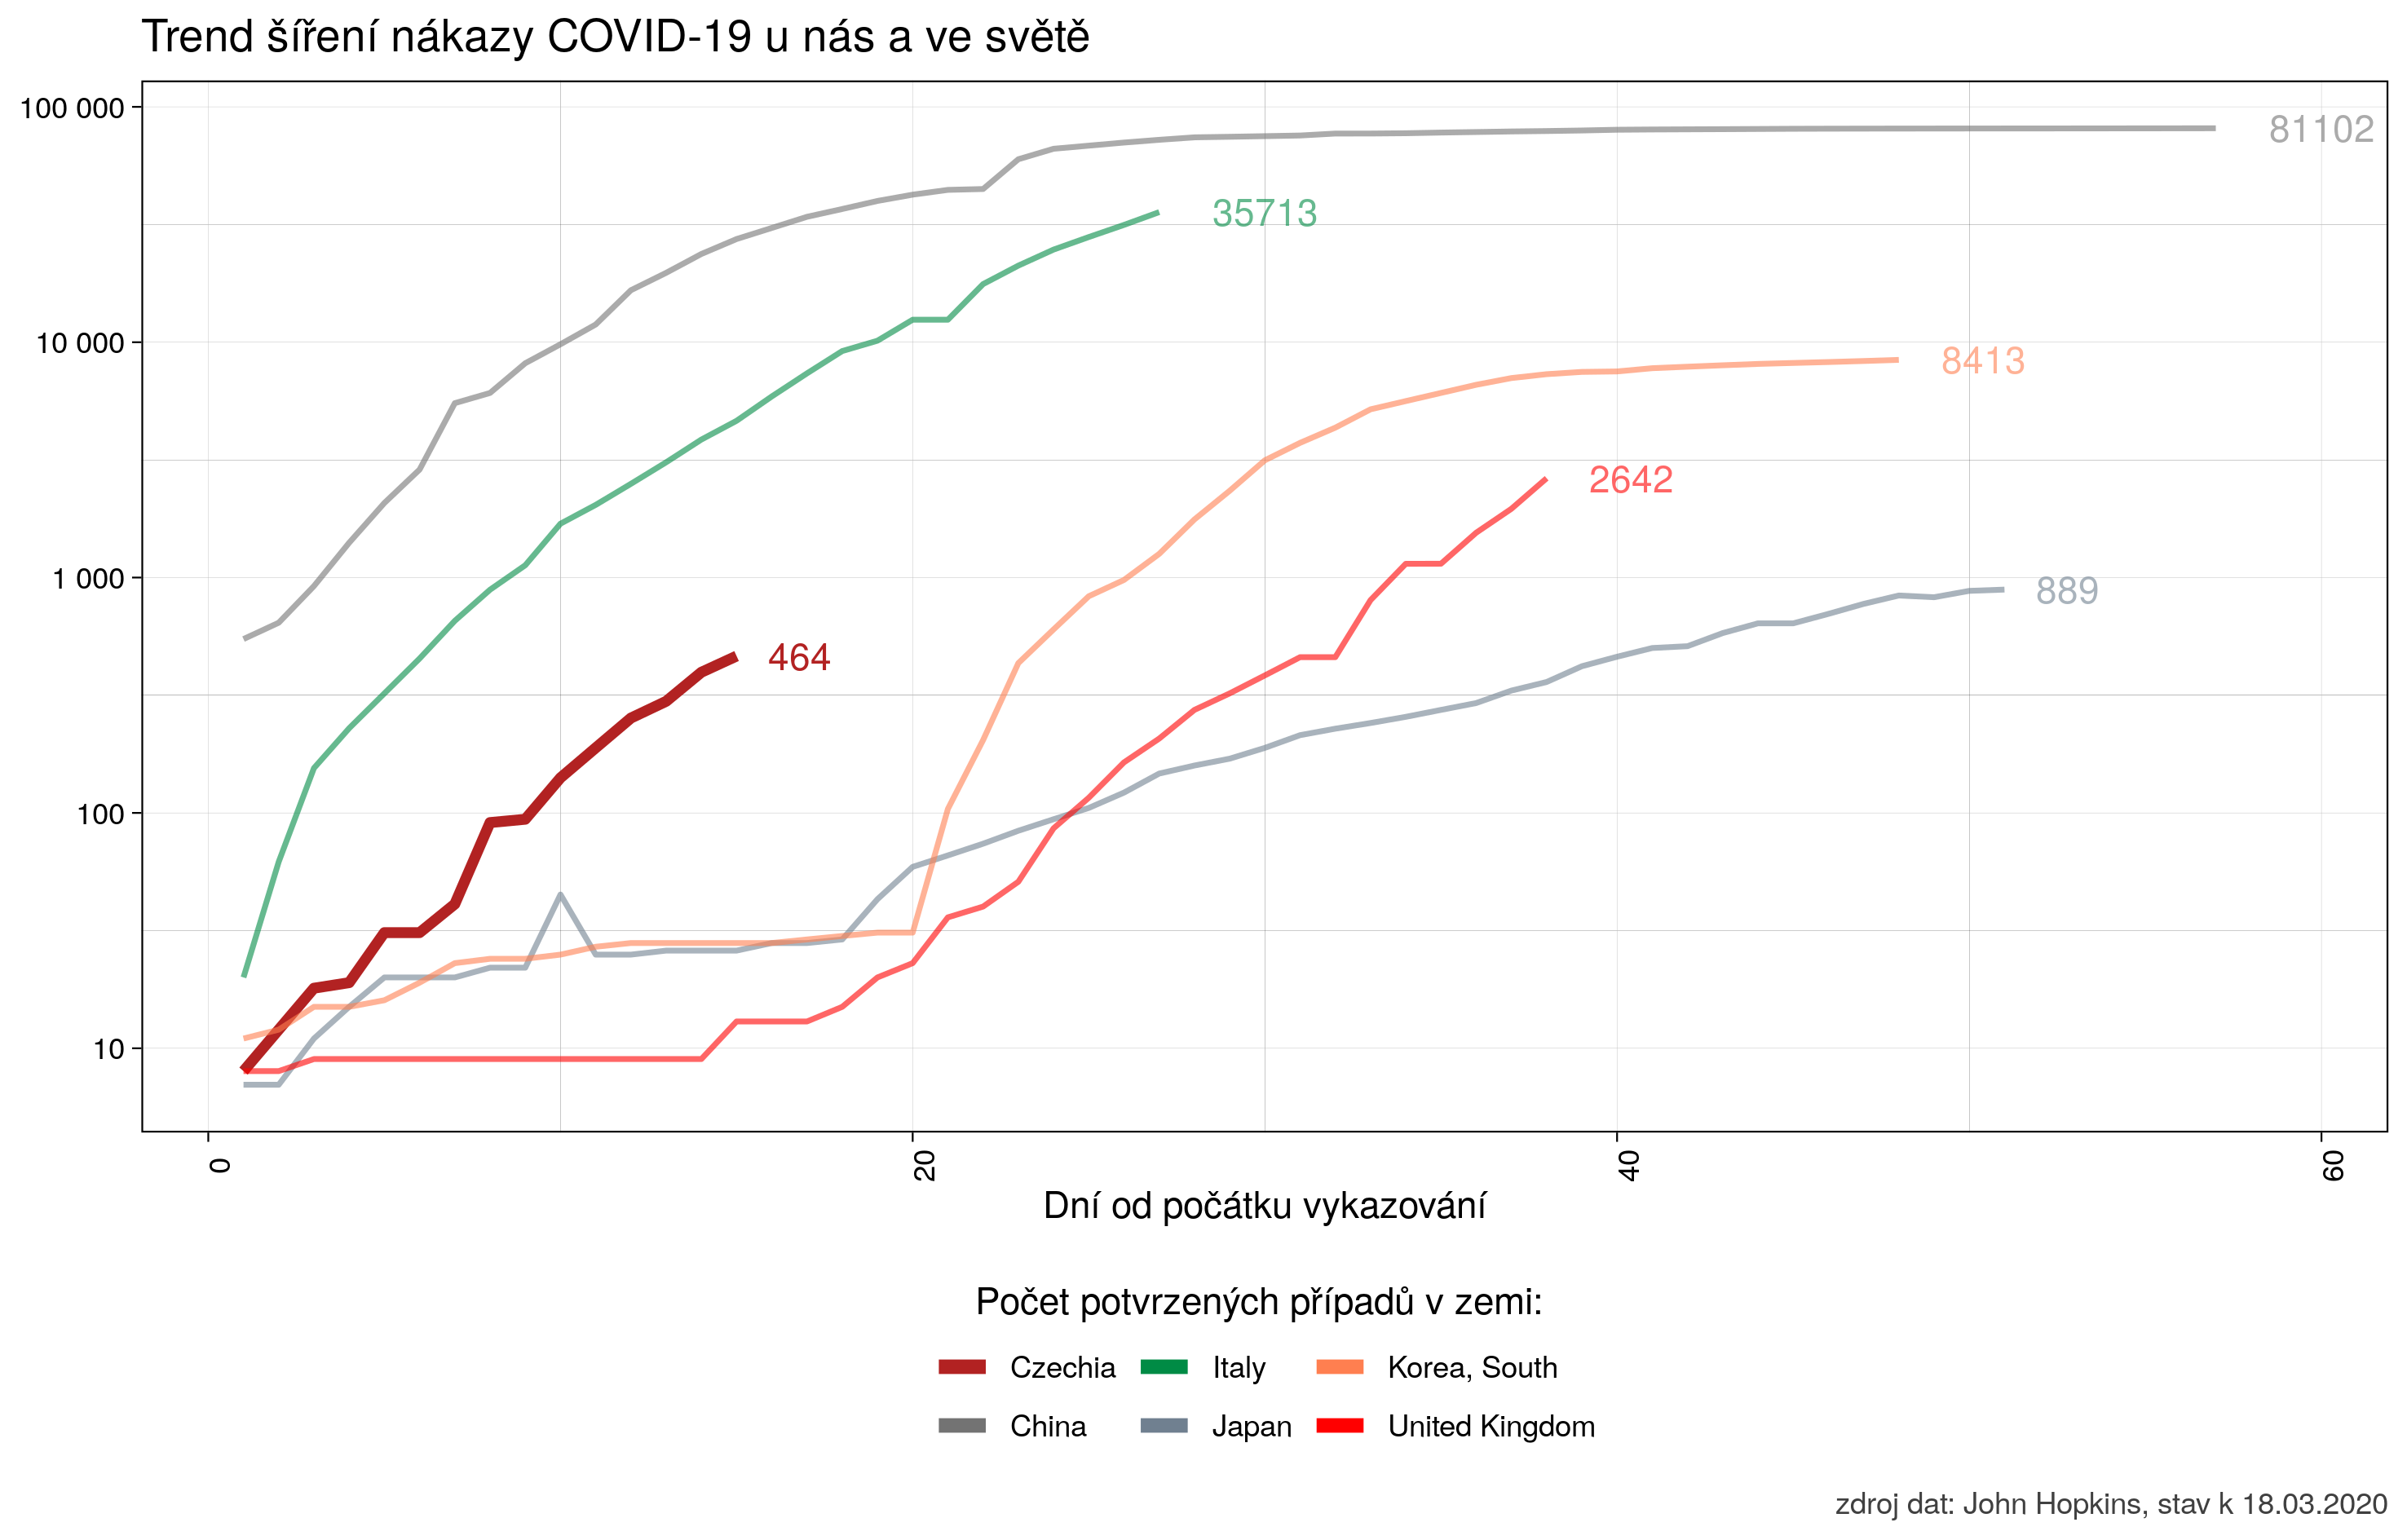 Trend šíření nákazy COVID-19 u nás a ve světě
100 000
10 000
1 000
100
10
81102
35713
8413
2642
889
464
0
20
40
60
Dní od počátku vykazování
Počet potvrzených případů v zemi:
Czechia Italy Korea, South
China Japan United Kingdom
zdroj dat: John Hopkins, stav k 18.03.2020